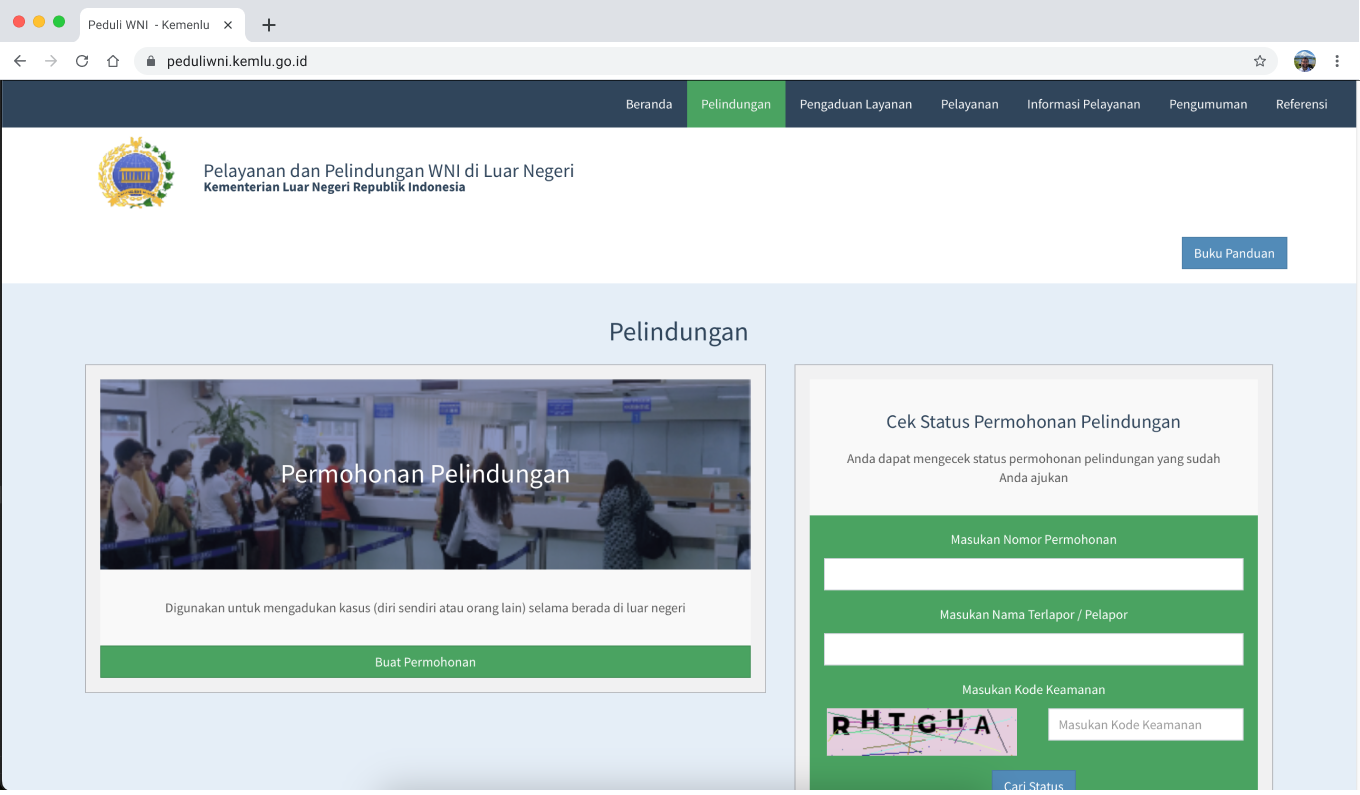 Peduli WNI - Kemenlu
peduliwni.kemlu.go.id
Beranda
Pelindungan
Pengaduan Layanan
Pelayanan
Informasi Pelayanan
Pengumuman
Referensi
Pelayanan dan Pelindungan WNI di Luar Negeri
Kementerian Luar Negeri Republik Indonesia
Buku Panduan
Pelindungan
Permohonan Pelindungan
Digunakan untuk mengadukan kasus (diri sendiri atau orang lain) selama berada di luar negeri
Buat Permohonan
Cek Status Permohonan Pelindungan
Anda dapat mengecek status permohonan pelindungan yang sudah
Anda ajukan
Masukan Nomor Permohonan
Masukan Nama Terlapor / Pelapor
Masukan Kode Keamanan
RHTGHA
Masukan Kode Keamanan
Cari Status